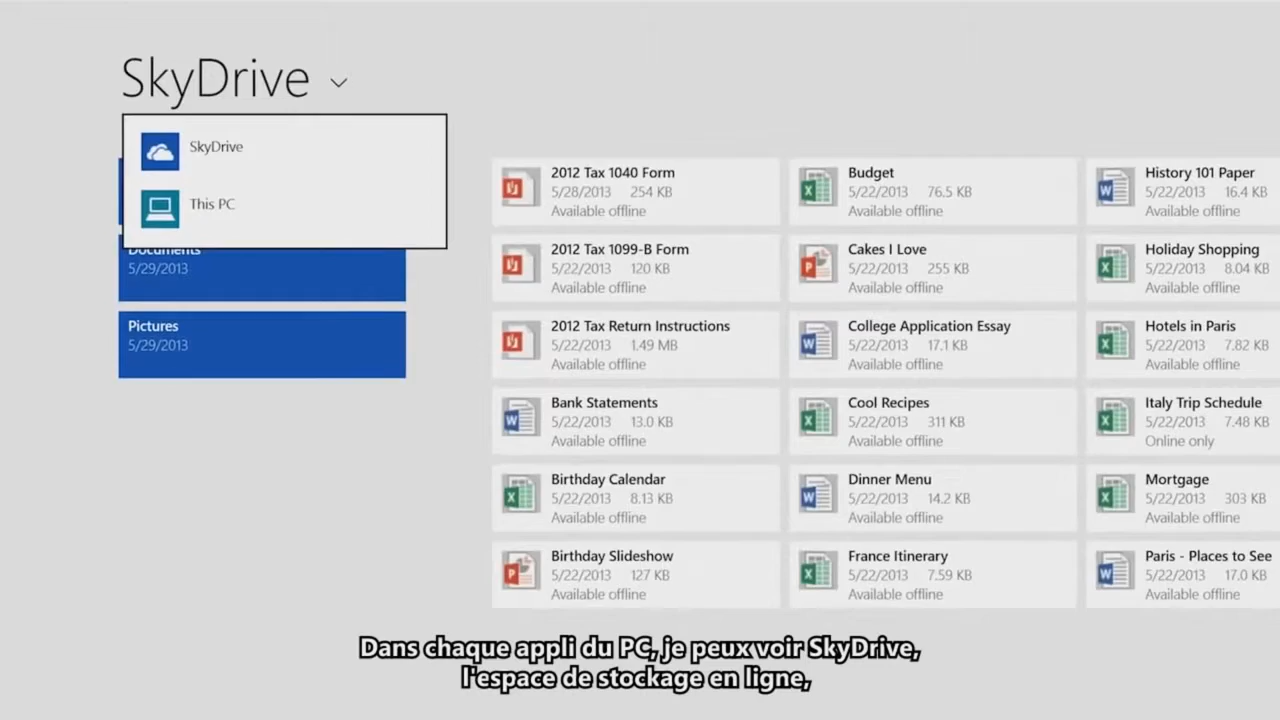 SkyDrive
SkyDrive
This PC
Documents
5/29/2013
Pictures
5/29/2013
2012 Tax 1040 Form
5/28/2013 254 KB
Available offline
2012 Tax 1099-B Form
5/22/2013 120 KB
Available offline
2012 Tax Return Instructions
5/22/2013 1.49 MB
Available offline
Bank Statements
5/22/2013 13.0 KB
Available offline
Birthday Calendar
5/22/2013 8.13 KB
Available offline
Birthday Slideshow
5/22/2013 127 KB
Available offline
Budget
5/22/2013 76.5 KB
Available offline
Cakes I Love
5/22/2013 255 KB
Available offline
College Application Essay
5/22/2013 17.1 KB
Available offline
Cool Recipes
5/22/2013 311 KB
Available offline
Dinner Menu
5/22/2013 14.2 KB
Available offline
France Itinerary
5/22/2013 7.59 KB
Available offline
History 101 Paper
5/22/2013 16.4 KB
Available offline
Holiday Shopping
5/22/2013 8.04 KB
Available offline
Hotels in Paris
5/22/2013 7.82 KB
Available offline
Italy Trip Schedule
5/22/2013 7.48 KB
Online only
Mortgage
5/22/2013 303 KB
Available offline
Paris - Places to See
5/22/2013 17.0 KB
Available offline
Dans chaque appli du PC, je peux voir SkyDrive,
l'espace de stockage en ligne,